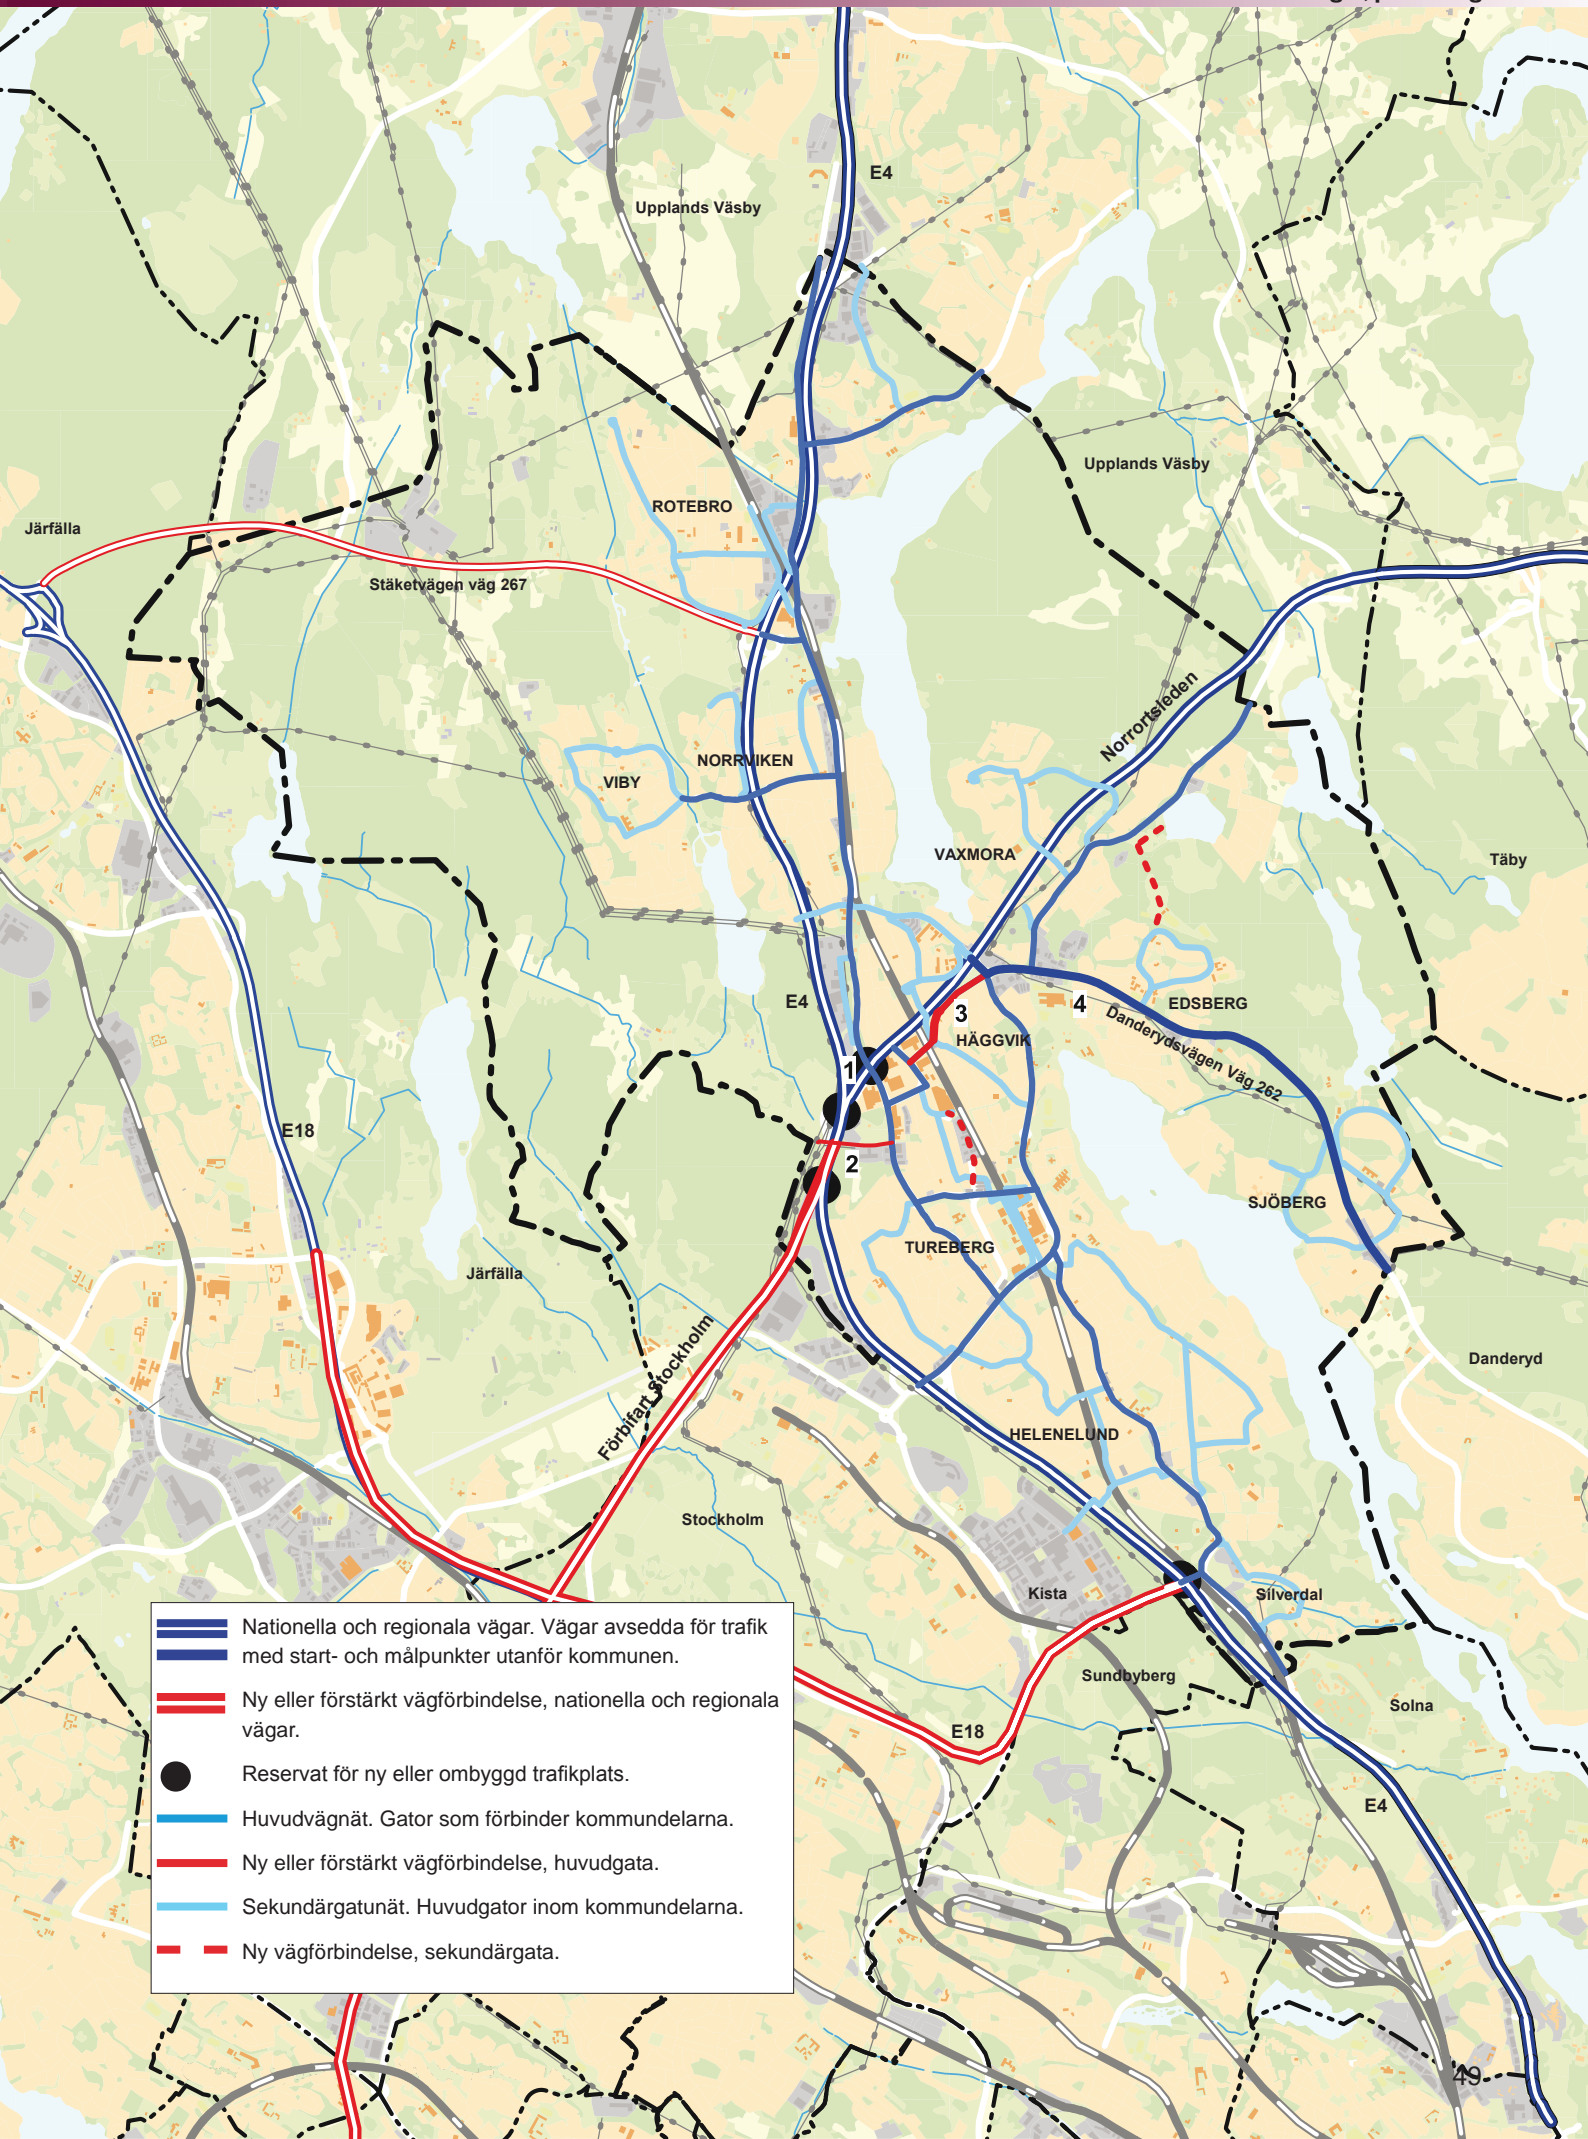 E4
Upplands Väsby
Upplands Väsby
ROTEBRO
Järfälla
Stäketvägen väg 267
Norrortsleden
NORRVIKEN
VIBY
VAXMORA
Täby
E4
3
4
EDSBERG
HÄGGVIK
Danderydsvägen Väg 262
1
E18
2
SJÖBERG
TUREBERG
Järfälla
Förbifart Stockholm
Danderyd
HELENELUND
Stockholm
Kista
Silverdal
Sundbyberg
Solna
E18
E4
Nationella och regionala vägar. Vägar avsedda för trafik
med start- och målpunkter utanför kommunen.
Ny eller förstärkt vägförbindelse, nationella och regionala
vägar.
Reservat för ny eller ombyggd trafikplats.
Huvudvägnät. Gator som förbinder kommundelarna.
Ny eller förstärkt vägförbindelse, huvudgata.
Sekundärgatunät. Huvudgator inom kommundelarna.
Ny vägförbindelse, sekundärgata.
49